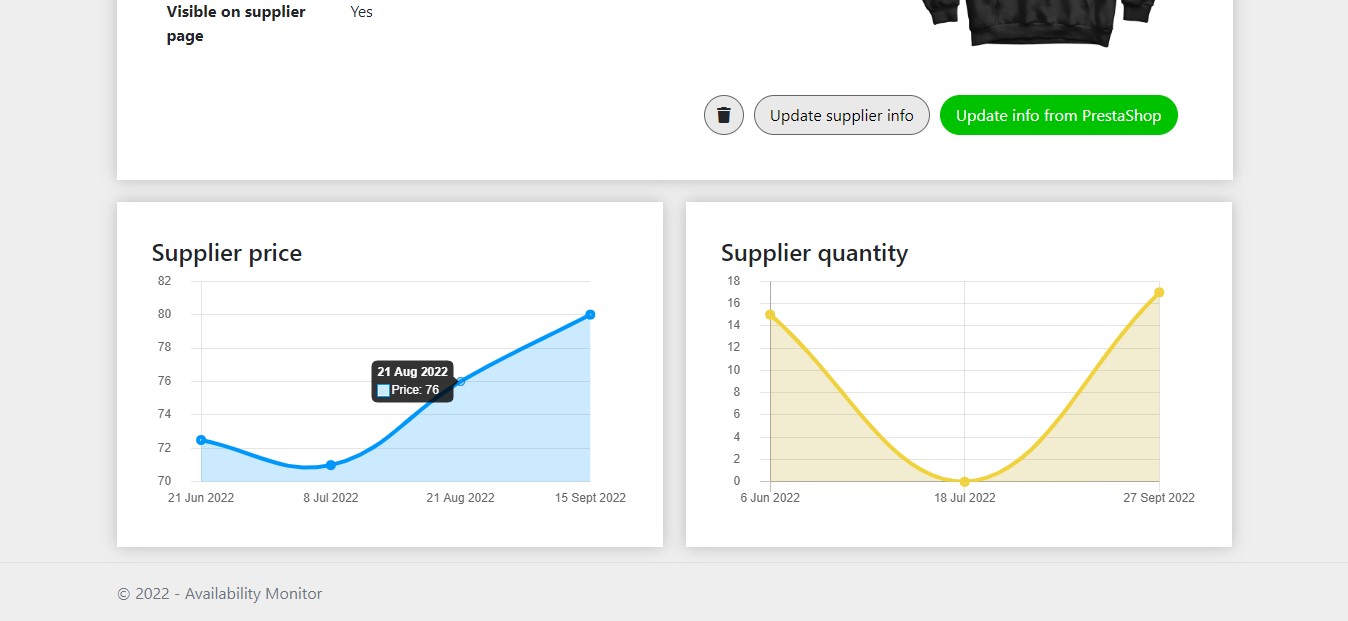 Visible on supplier page
Yes
Update supplier info
Update info from PrestaShop
Supplier price
82
80
78
76
74
72
70
21 Aug 2022
Price: 76
21 Jun 2022
8 Jul 2022
21 Aug 2022
15 Sept 2022
Supplier quantity
18
16
14
12
10
8
6
4
2
0
6 Jun 2022
18 Jul 2022
27 Sept 2022
© 2022 - Availability Monitor